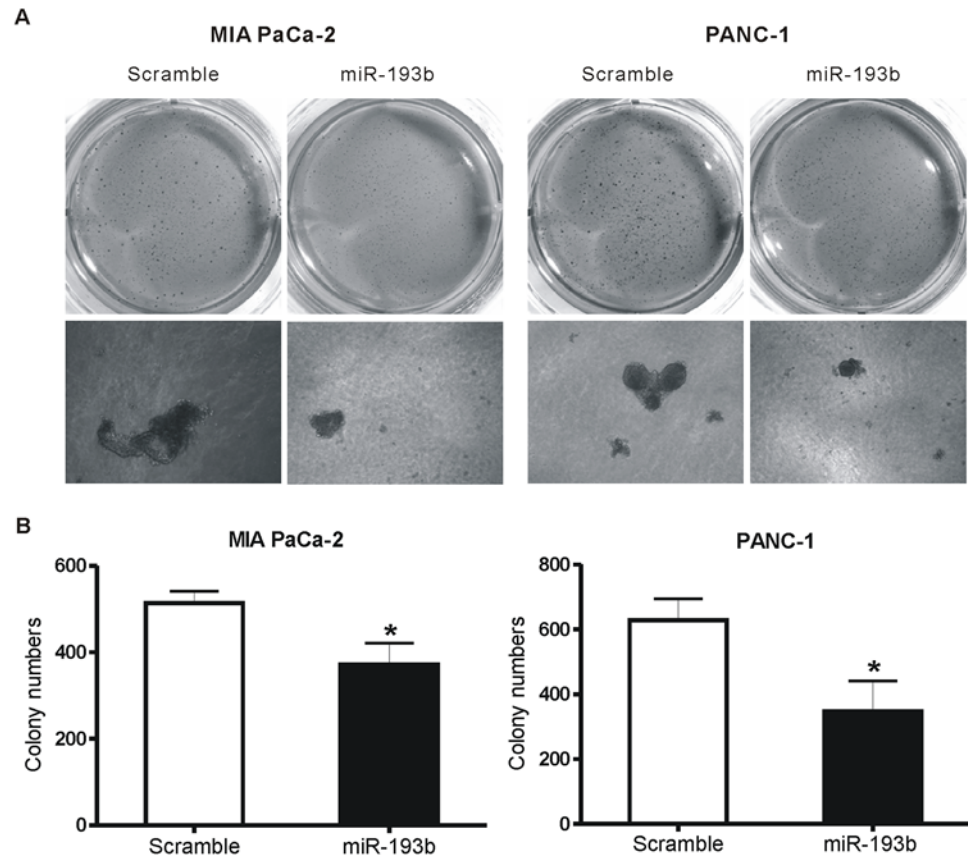 A
MIA PaCa-2 PANC-1
Scramble miR-193b Scramble miR-193b
B
MIA PaCa-2
600
400
200
0
Colony numbers
*
Scramble miR-193b
PANC-1
800
600
400
200
0
Colony numbers
*
Scramble miR-193b